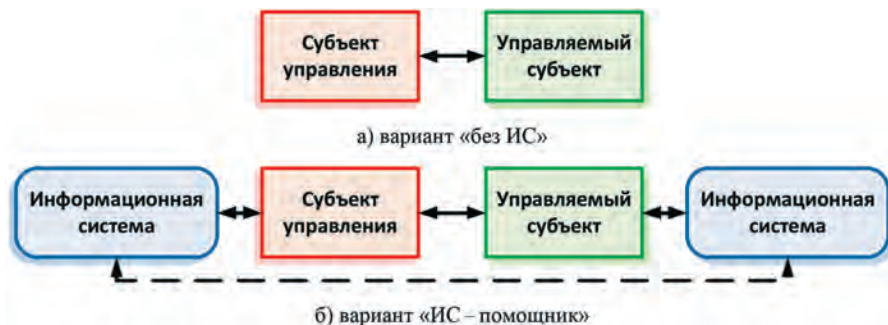 Субъект управления
Управляемый субъект
а) вариант «без ИС»
Информационная система
Субъект управления
Управляемый субъект
Информационная система
б) вариант «ИС – помощник»